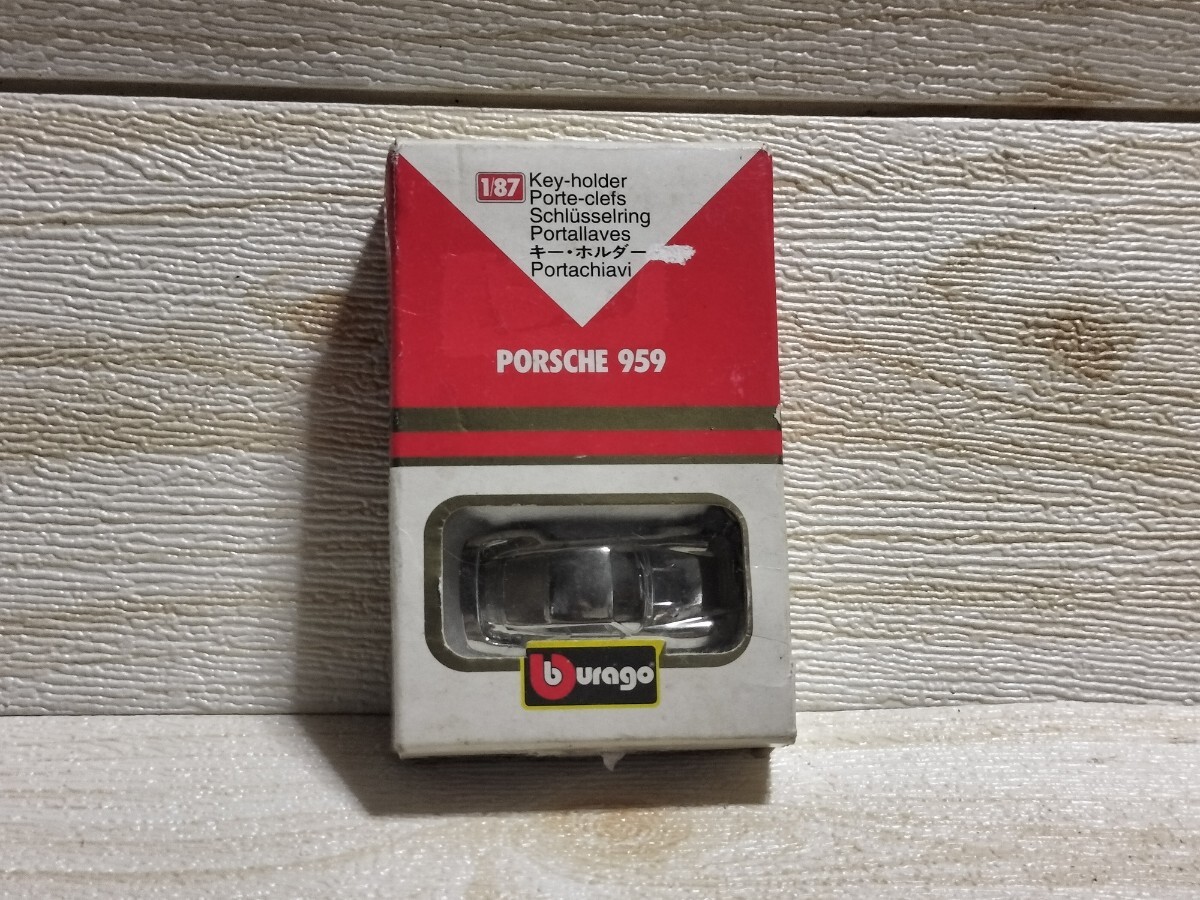 1/87 Key-holder
Porte-clefs
Schlüsselring
Portallaves
キー・ホルダー
Portachiavi
PORSCHE 959
burago